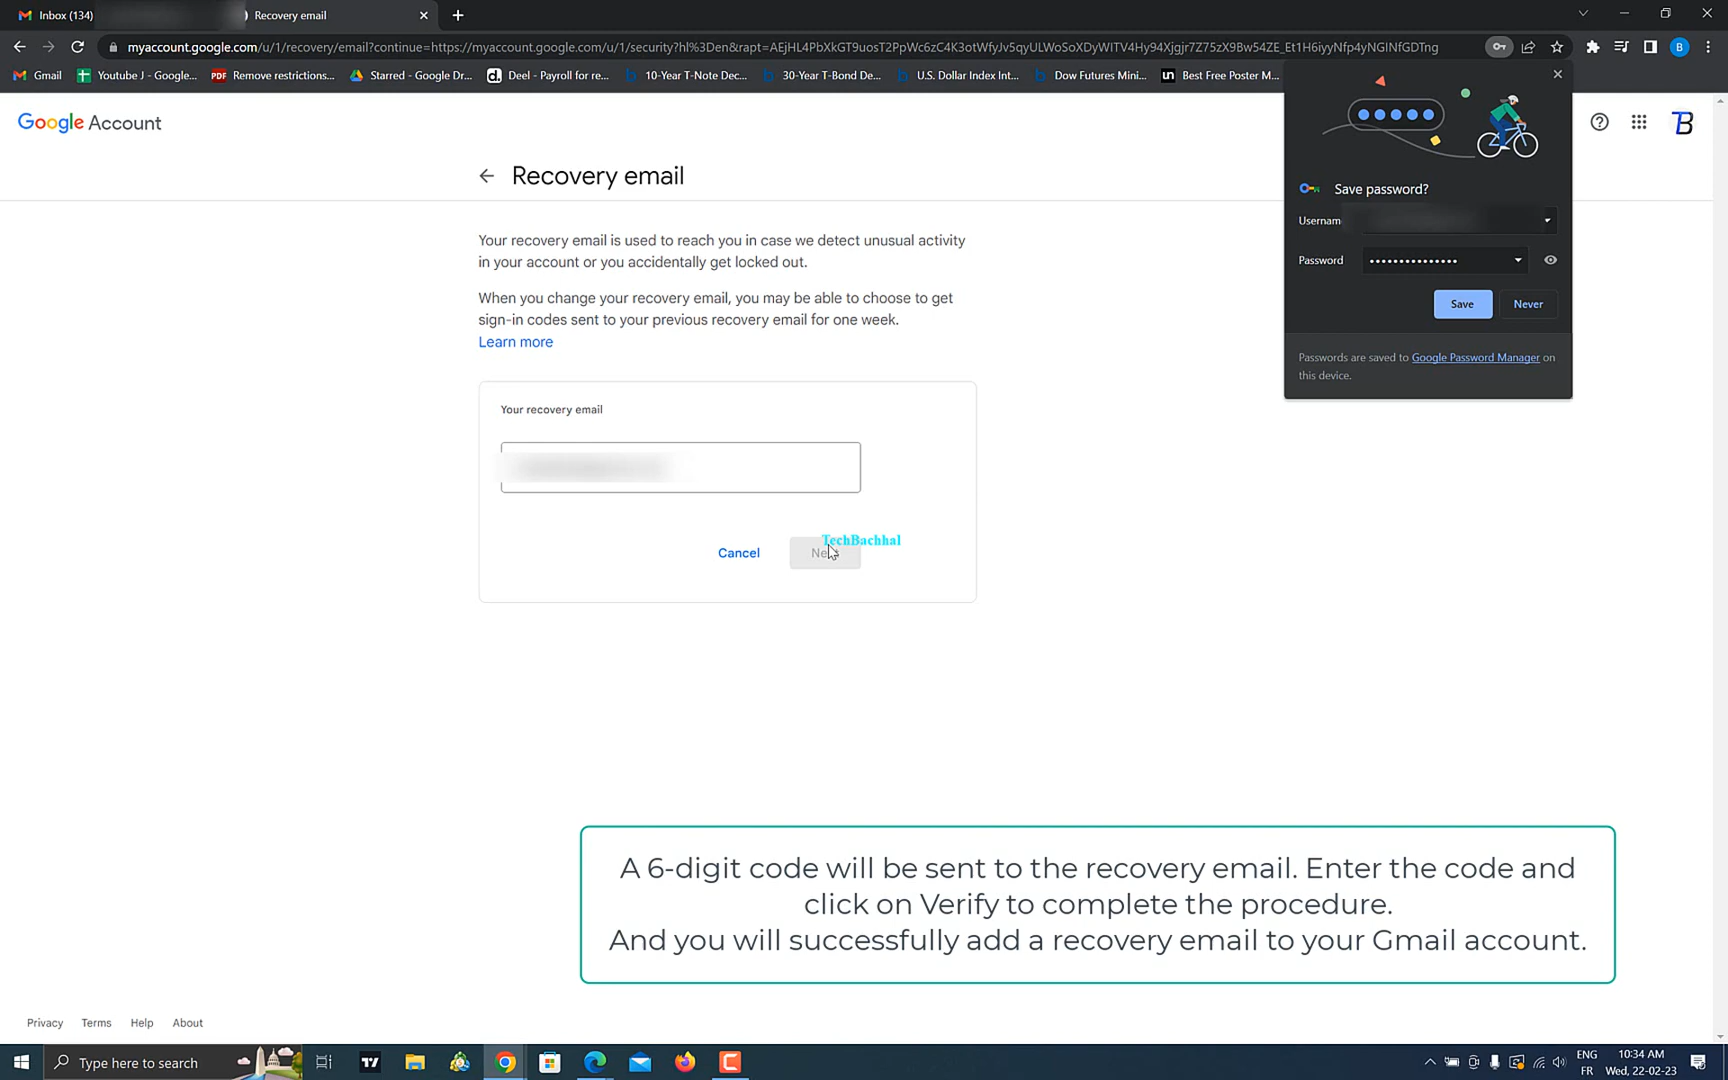 Inbox (134)
Recovery email
myaccount.google.com/u/1/recovery/email?continue=https://myaccount.google.com/u/1/security?hl%3Den&rapt=AEjHL4PbXkGT9uosT2PpWc6zC4K3otWfyJv5qyULWoSoXDyWITV4Hy94Xjgjr7Z75zX9Bw54ZE_Et1H6iyyNfp4yNGlNfGDTng
Gmail
Youtube J - Google...
PDF Remove restrictions...
Starred - Google Dr...
d. Deel - Payroll for re...
10-Year T-Note Dec...
30-Year T-Bond De...
U.S. Dollar Index Int...
Dow Futures Mini...
un Best Free Poster M...
B
Google Account
Recovery email
Your recovery email is used to reach you in case we detect unusual activity
in your account or you accidentally get locked out.
When you change your recovery email, you may be able to choose to get
sign-in codes sent to your previous recovery email for one week.
Learn more
Your recovery email
Cancel
TechBachhal
Save password?
Usernam
Password
Save
Never
Passwords are saved to Google Password Manager on
this device.
A 6-digit code will be sent to the recovery email. Enter the code and
click on Verify to complete the procedure.
And you will successfully add a recovery email to your Gmail account.
Privacy
Terms
Help
About
Type here to search
ENG
FR
10:34 AM
Wed, 22-02-23